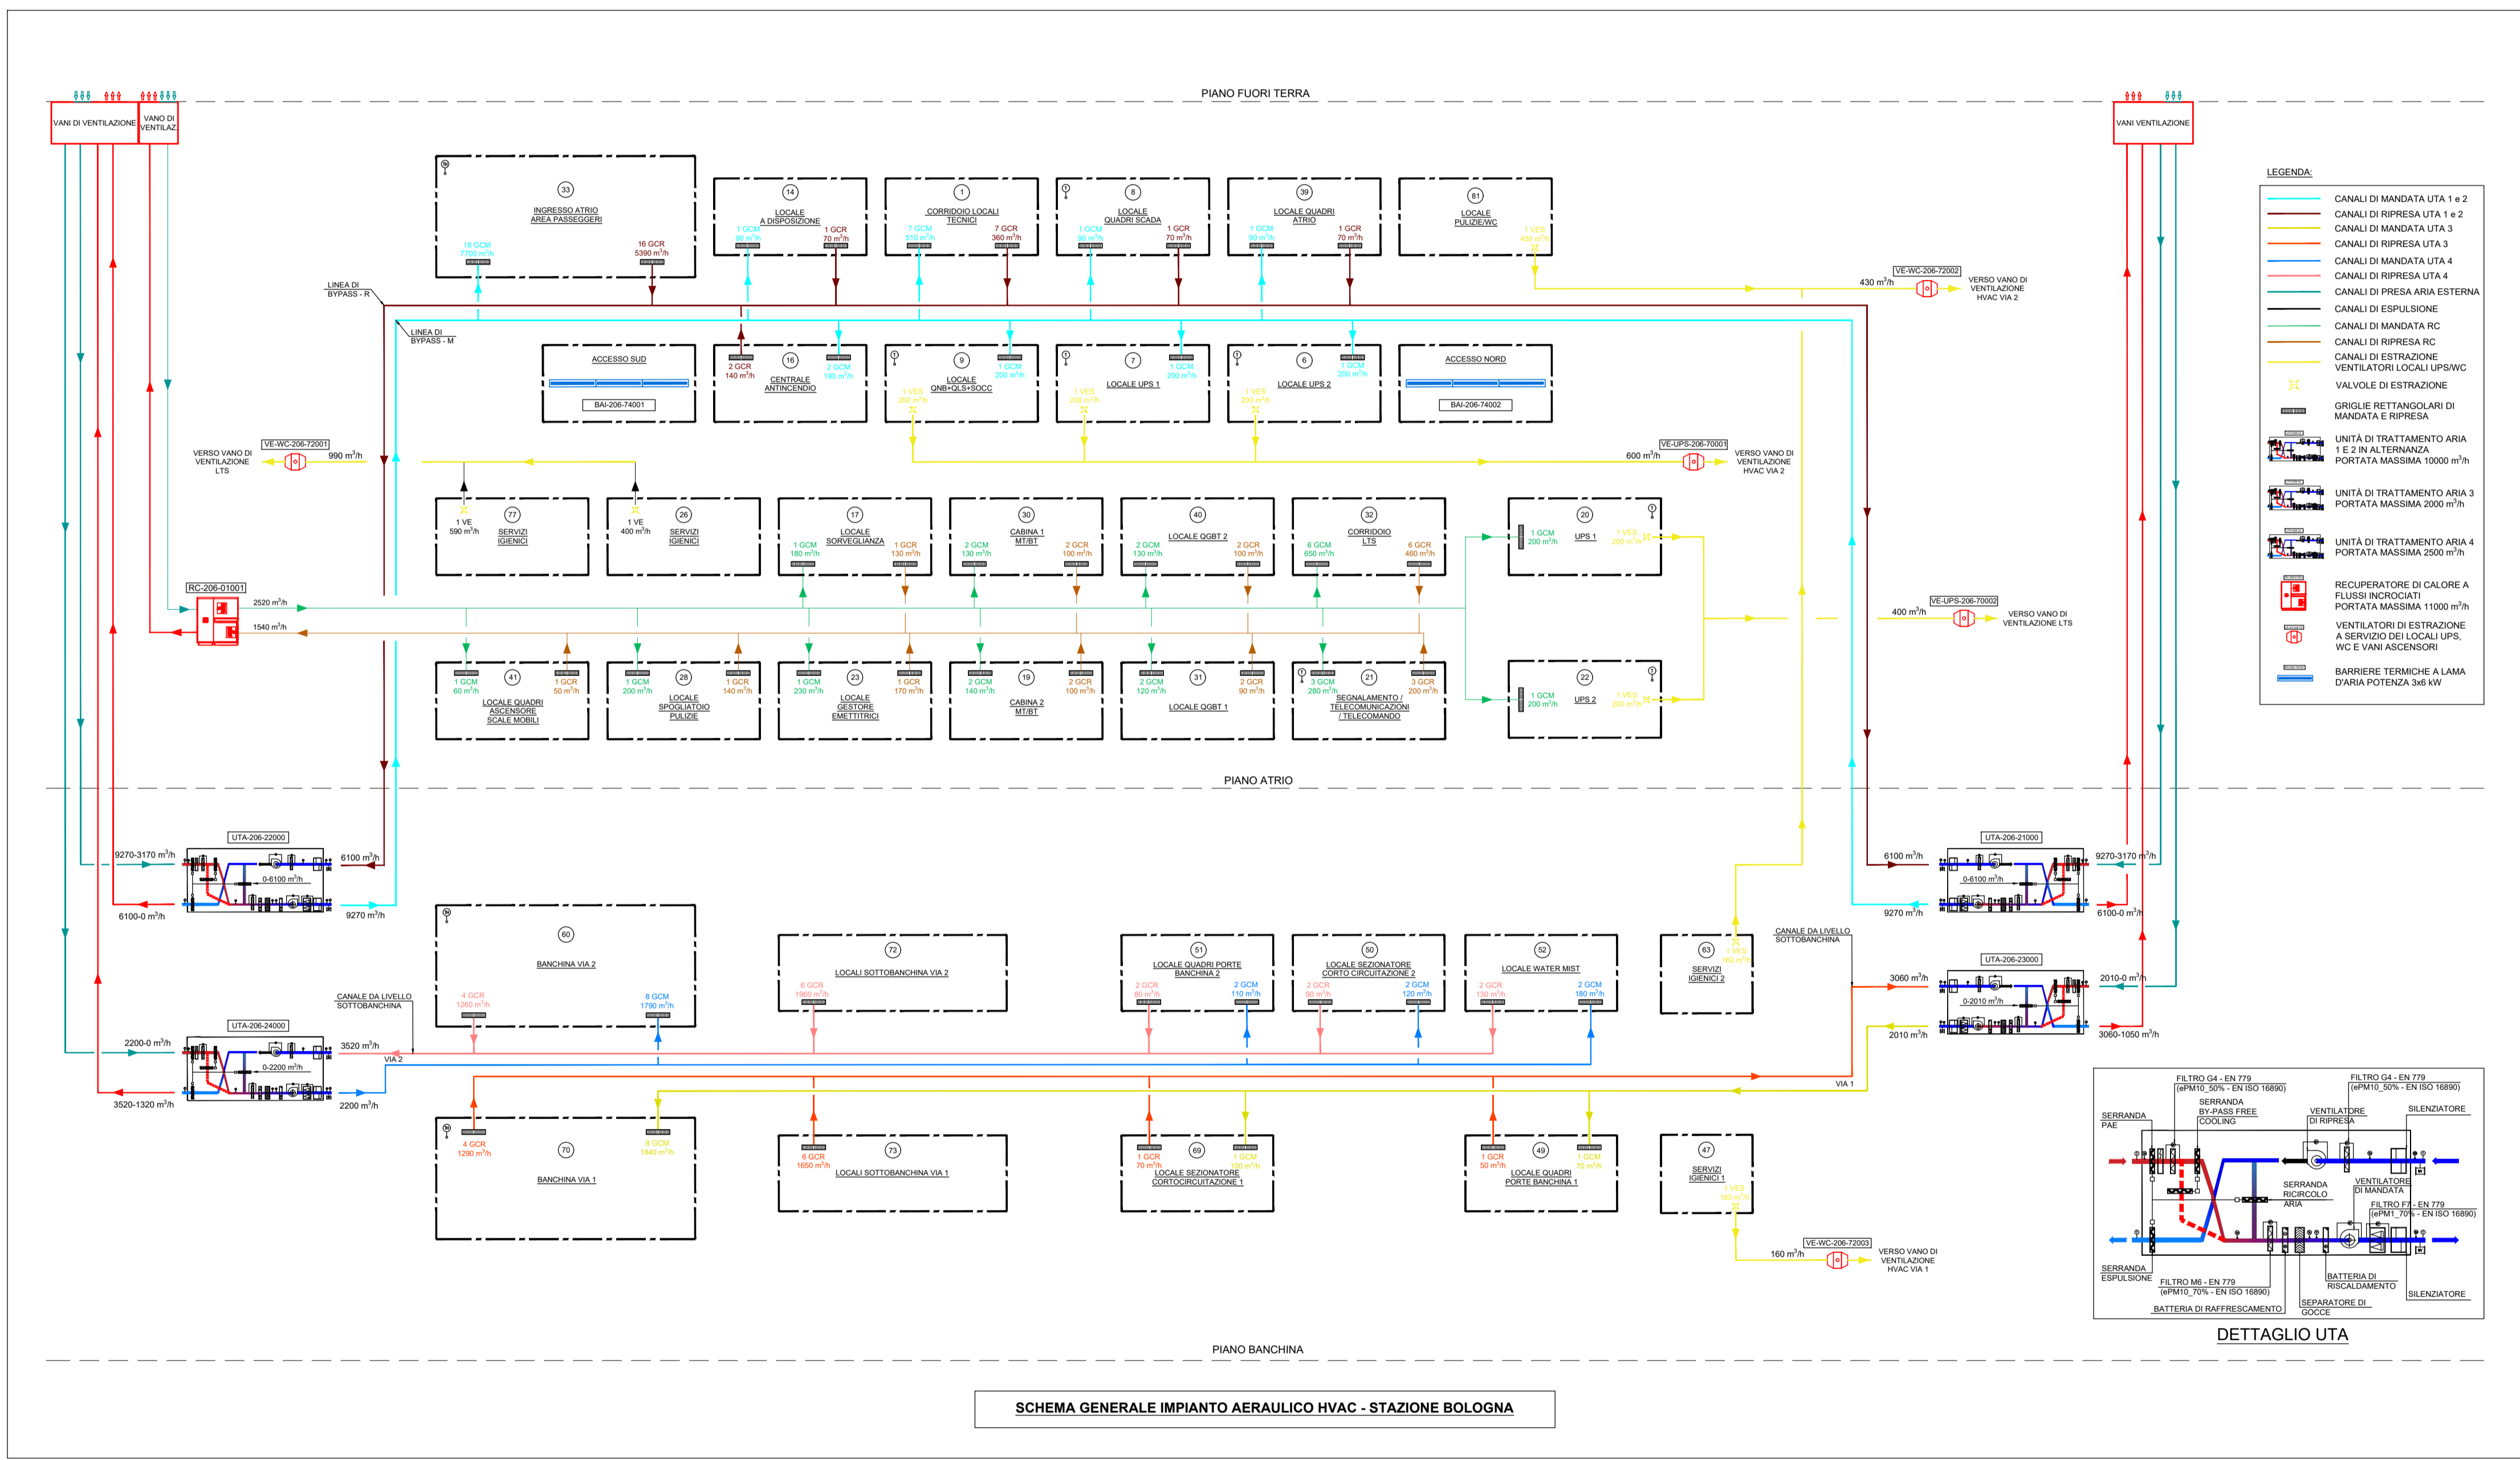 PIANO FUORI TERRA
VANI DI VENTILAZIONE
VANO DI
VENTILAZ.
VANI VENTILAZIONE
33
INGRESSO ATRIO
AREA PASSEGGERI
18 GCM
7700 m³/h
16 GCR
5390 m³/h
14
LOCALE
A DISPOSIZIONE
1 GCM
90 m³/h
1 GCR
70 m³/h
1
CORRIDOIO LOCALI
TECNICI
7 GCM
510 m³/h
7 GCR
360 m³/h
8
LOCALE
QUADRI SCADA
1 GCM
90 m³/h
1 GCR
70 m³/h
39
LOCALE QUADRI
ATRIO
1 GCM
90 m³/h
1 GCR
70 m³/h
81
LOCALE
PULIZIE/WC
1 VES
430 m³/h
430 m³/h
VE-WC-206-72002
VERSO VANO DI
VENTILAZIONE
HVAC VIA 2
LINEA DI
BYPASS - R
LINEA DI
BYPASS - M
ACCESSO SUD
BAI-206-74001
2 GCR
140 m³/h
16
CENTRALE
ANTINCENDIO
2 GCM
190 m³/h
9
LOCALE
QNB+QLS+SOCC
1 GCM
200 m³/h
1 VES
200 m³/h
7
LOCALE UPS 1
1 GCM
200 m³/h
1 VES
200 m³/h
6
LOCALE UPS 2
1 GCM
200 m³/h
1 VES
200 m³/h
ACCESSO NORD
BAI-206-74002
VERSO VANO DI
VENTILAZIONE
LTS
VE-WC-206-72001
990 m³/h
600 m³/h
VE-UPS-206-70001
VERSO VANO DI
VENTILAZIONE
HVAC VIA 2
1 VE
590 m³/h
77
SERVIZI
IGIENICI
1 VE
400 m³/h
26
SERVIZI
IGIENICI
17
LOCALE
SORVEGLIANZA
1 GCM
180 m³/h
1 GCR
130 m³/h
30
CABINA 1
MT/BT
2 GCM
130 m³/h
2 GCR
100 m³/h
40
LOCALE QGBT 2
2 GCM
130 m³/h
2 GCR
100 m³/h
32
CORRIDOIO
LTS
6 GCM
650 m³/h
6 GCR
460 m³/h
20
UPS 1
1 GCM
200 m³/h
1 VES
200 m³/h
RC-206-01001
2520 m³/h
1540 m³/h
400 m³/h
VE-UPS-206-70002
VERSO VANO DI
VENTILAZIONE LTS
1 GCM
60 m³/h
41
1 GCR
50 m³/h
LOCALE QUADRI
ASCENSORE
SCALE MOBILI
1 GCM
200 m³/h
28
1 GCR
140 m³/h
LOCALE
SPOGLIATOIO
PULIZIE
1 GCM
230 m³/h
23
1 GCR
170 m³/h
LOCALE
GESTORE
EMETTITRICI
2 GCM
140 m³/h
19
2 GCR
100 m³/h
CABINA 2
MT/BT
2 GCM
120 m³/h
31
2 GCR
90 m³/h
LOCALE QGBT 1
3 GCM
280 m³/h
21
3 GCR
200 m³/h
SEGNALAMENTO /
TELECOMUNICAZIONI
/ TELECOMANDO
22
UPS 2
1 GCM
200 m³/h
1 VES
200 m³/h
PIANO ATRIO
UTA-206-22000
9270-3170 m³/h
6100 m³/h
0-6100 m³/h
6100-0 m³/h
9270 m³/h
UTA-206-21000
6100 m³/h
9270-3170 m³/h
0-6100 m³/h
9270 m³/h
6100-0 m³/h
60
BANCHINA VIA 2
4 GCR
1260 m³/h
8 GCM
1790 m³/h
72
LOCALI SOTTOBANCHINA VIA 2
6 GCR
1960 m³/h
51
LOCALE QUADRI PORTE
BANCHINA 2
2 GCR
80 m³/h
2 GCM
110 m³/h
50
LOCALE SEZIONATORE
CORTO CIRCUITAZIONE 2
2 GCR
90 m³/h
2 GCM
120 m³/h
52
LOCALE WATER MIST
2 GCR
130 m³/h
2 GCM
180 m³/h
63
SERVIZI
IGIENICI 2
1 VES
160 m³/h
CANALE DA LIVELLO
SOTTOBANCHINA
CANALE DA LIVELLO
SOTTOBANCHINA
UTA-206-23000
3060 m³/h
2010-0 m³/h
0-2010 m³/h
2010 m³/h
3060-1050 m³/h
UTA-206-24000
2200-0 m³/h
3520 m³/h
0-2200 m³/h
3520-1320 m³/h
2200 m³/h
VIA 2
VIA 1
4 GCR
1290 m³/h
70
8 GCM
1840 m³/h
BANCHINA VIA 1
6 GCR
1650 m³/h
73
LOCALI SOTTOBANCHINA VIA 1
1 GCR
70 m³/h
69
1 GCM
100 m³/h
LOCALE SEZIONATORE
CORTOCIRCUITAZIONE 1
1 GCR
50 m³/h
49
1 GCM
70 m³/h
LOCALE QUADRI
PORTE BANCHINA 1
47
SERVIZI
IGIENICI 1
1 VES
160 m³/h
160 m³/h
VE-WC-206-72003
VERSO VANO DI
VENTILAZIONE
HVAC VIA 1
PIANO BANCHINA
LEGENDA:
CANALI DI MANDATA UTA 1 e 2
CANALI DI RIPRESA UTA 1 e 2
CANALI DI MANDATA UTA 3
CANALI DI RIPRESA UTA 3
CANALI DI MANDATA UTA 4
CANALI DI RIPRESA UTA 4
CANALI DI PRESA ARIA ESTERNA
CANALI DI ESPULSIONE
CANALI DI MANDATA RC
CANALI DI RIPRESA RC
CANALI DI ESTRAZIONE
VENTILATORI LOCALI UPS/WC
VALVOLE DI ESTRAZIONE
GRIGLIE RETTANGOLARI DI
MANDATA E RIPRESA
UNITÀ DI TRATTAMENTO ARIA
1 E 2 IN ALTERNANZA
PORTATA MASSIMA 10000 m³/h
UNITÀ DI TRATTAMENTO ARIA 3
PORTATA MASSIMA 2000 m³/h
UNITÀ DI TRATTAMENTO ARIA 4
PORTATA MASSIMA 2500 m³/h
RECUPERATORE DI CALORE A
FLUSSI INCROCIATI
PORTATA MASSIMA 11000 m³/h
VENTILATORI DI ESTRAZIONE
A SERVIZIO DEI LOCALI UPS,
WC E VANI ASCENSORI
BARRIERE TERMICHE A LAMA
D'ARIA POTENZA 3x6 kW
FILTRO G4 - EN 779
(ePM10_50% - EN ISO 16890)
FILTRO G4 - EN 779
(ePM10_50% - EN ISO 16890)
SERRANDA
PAE
SERRANDA
BY-PASS FREE
COOLING
VENTILATORE
DI RIPRESA
SILENZIATORE
SERRANDA
RICIRCOLO
ARIA
VENTILATORE
DI MANDATA
FILTRO F7 - EN 779
(ePM1_70% - EN ISO 16890)
SERRANDA
ESPULSIONE
FILTRO M6 - EN 779
(ePM10_70% - EN ISO 16890)
BATTERIA DI
RISCALDAMENTO
SILENZIATORE
BATTERIA DI RAFFRESCAMENTO
SEPARATORE DI
GOCCE
DETTAGLIO UTA
SCHEMA GENERALE IMPIANTO AERAULICO HVAC - STAZIONE BOLOGNA